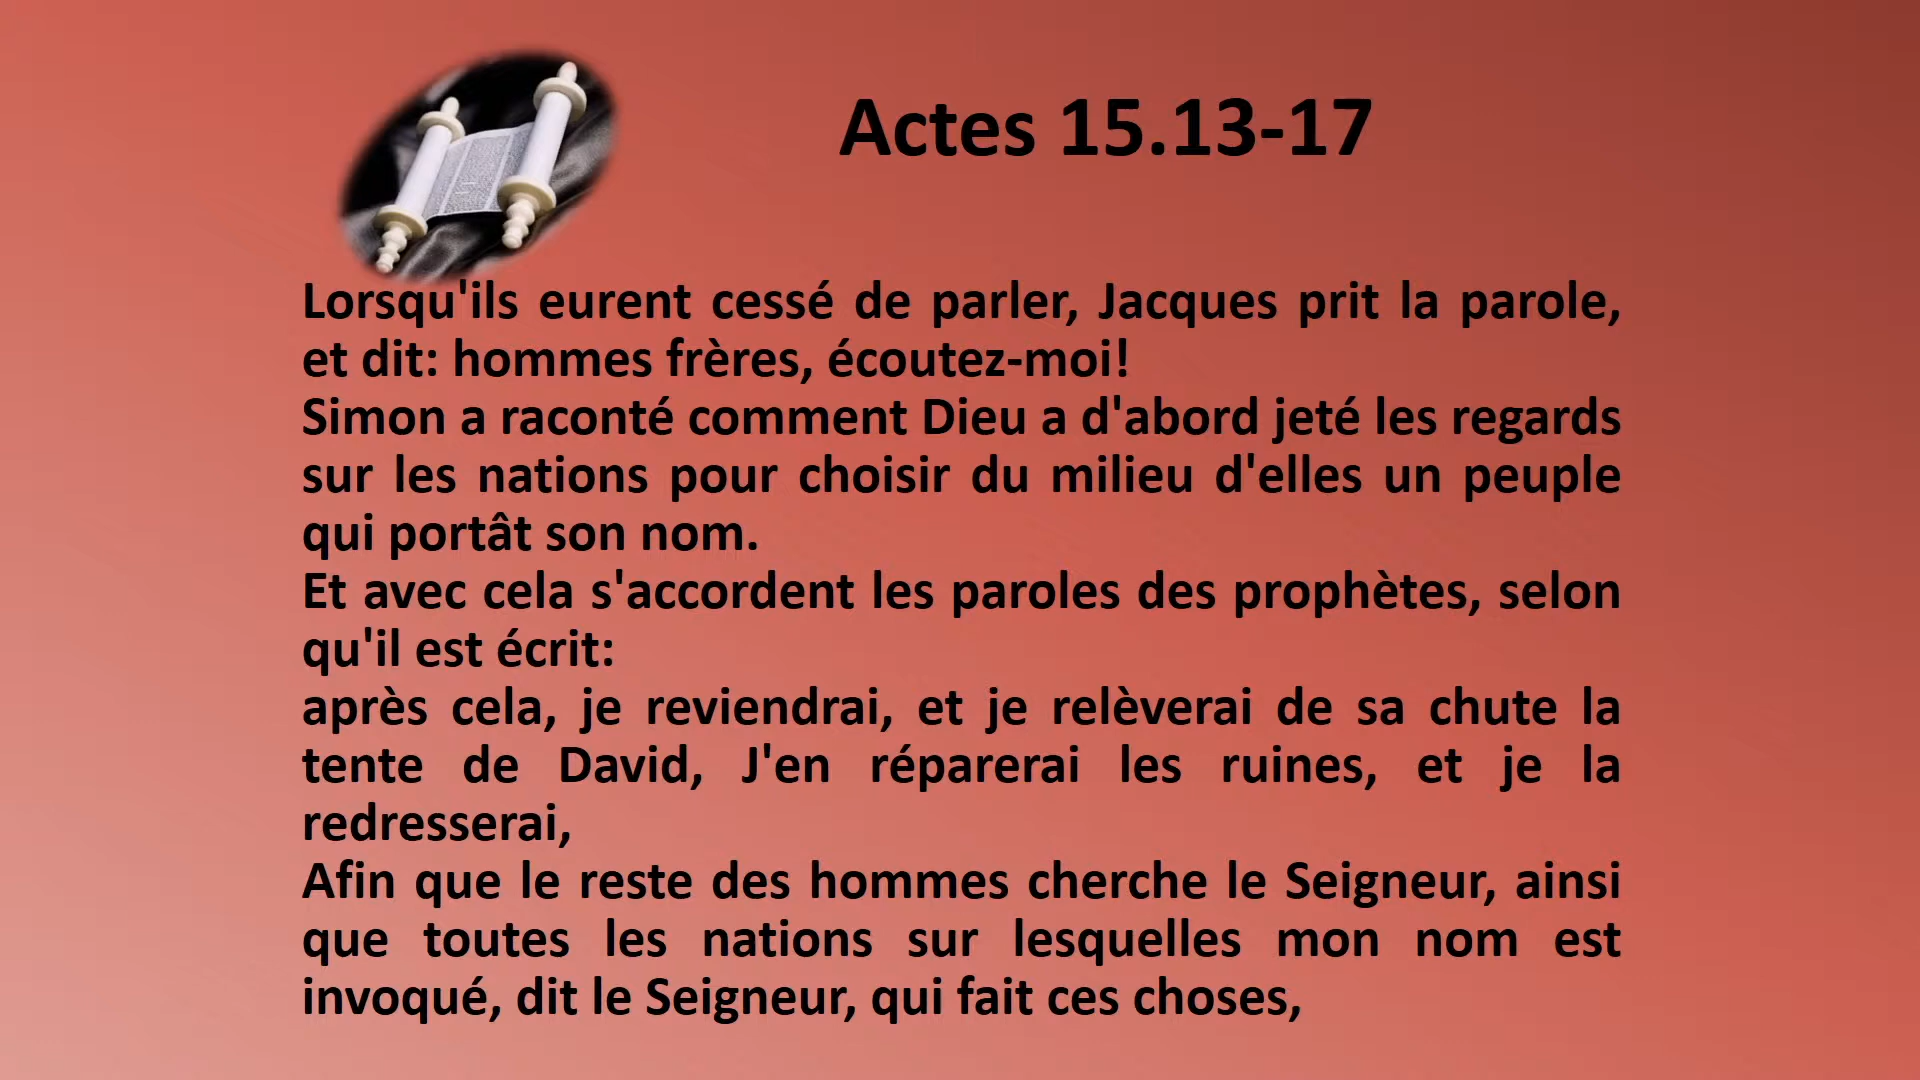 Actes 15.13-17
Lorsqu'ils eurent cessé de parler, Jacques prit la parole,
et dit: hommes frères, écoutez-moi!
Simon a raconté comment Dieu a d'abord jeté les regards
sur les nations pour choisir du milieu d'elles un peuple
qui portât son nom.
Et avec cela s'accordent les paroles des prophètes, selon
qu'il est écrit:
après cela, je reviendrai, et je relèverai de sa chute la
tente de David, J'en réparerai les ruines, et je la
redresserai,
Afin que le reste des hommes cherche le Seigneur, ainsi
que toutes les nations sur lesquelles mon nom est
invoqué, dit le Seigneur, qui fait ces choses,